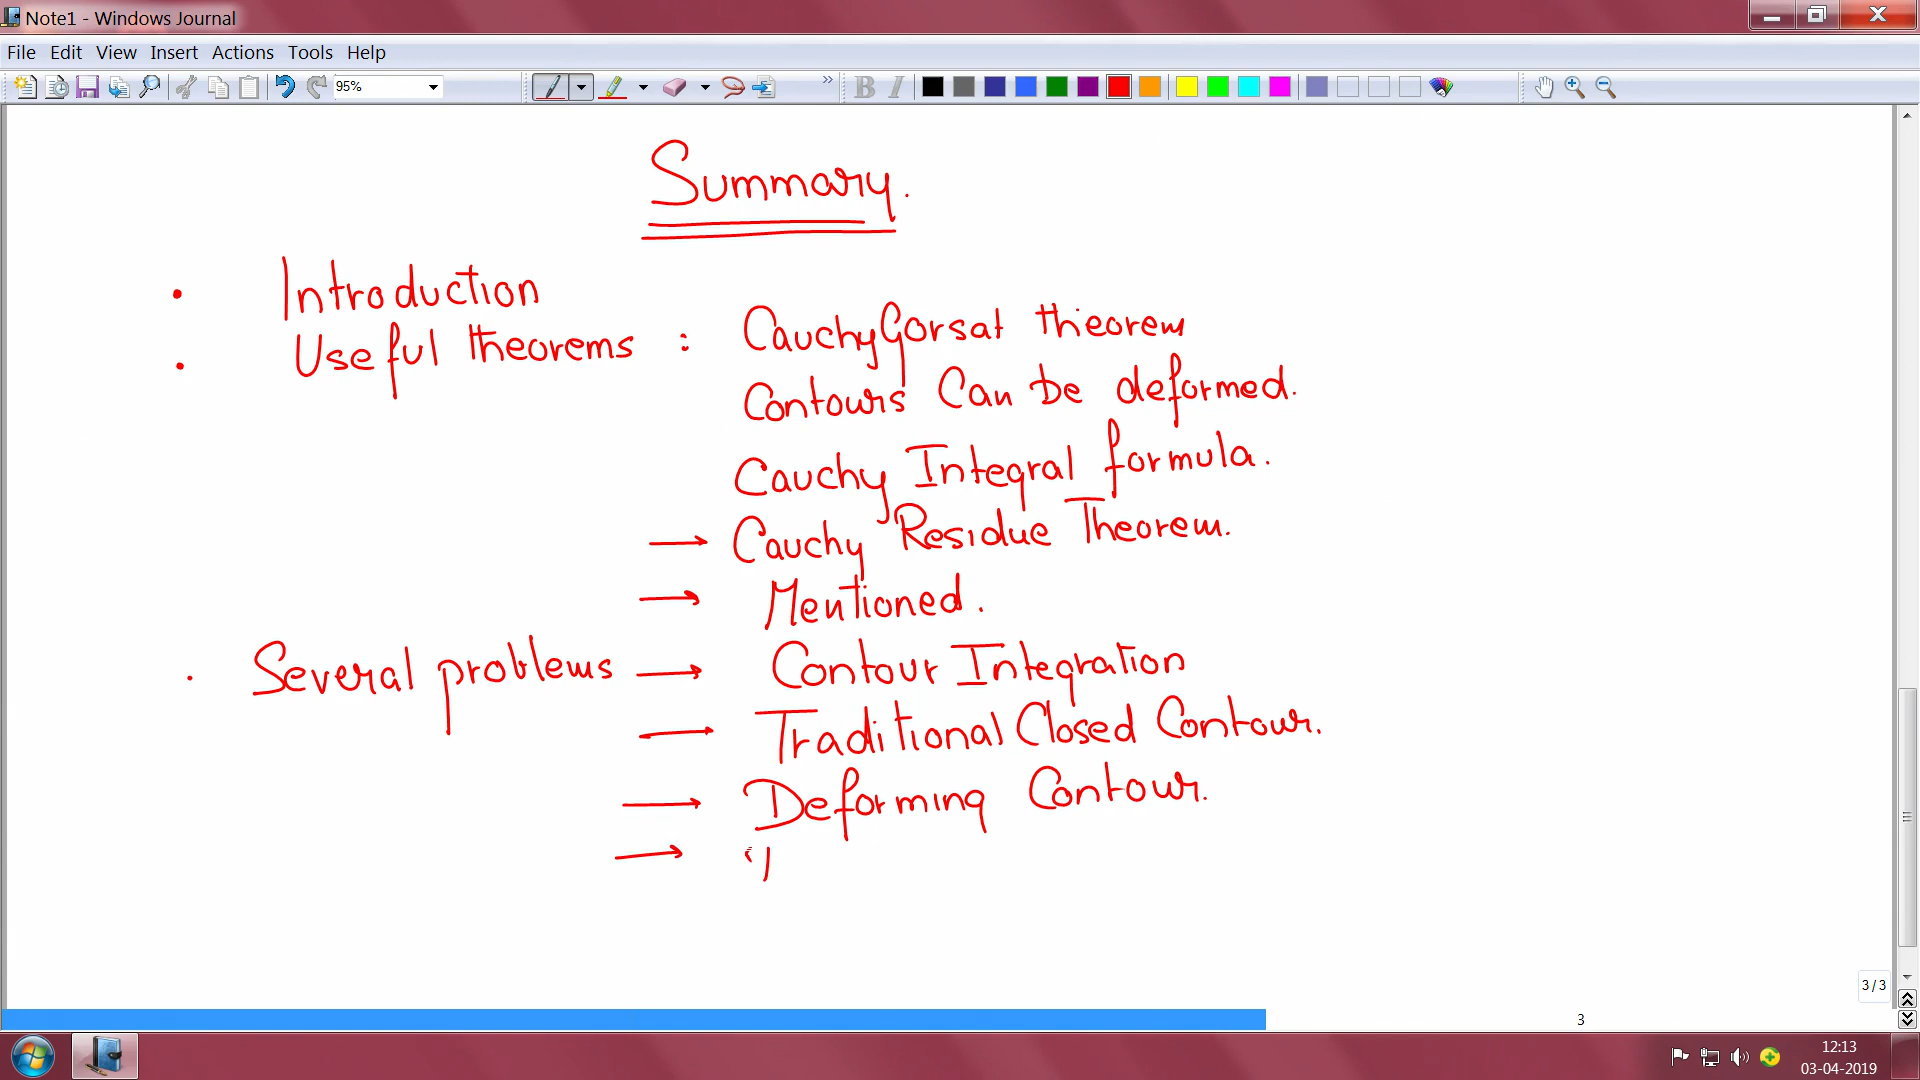 Note1 - Windows Journal
File Edit View Insert Actions Tools Help
95%
Summary.
• Introduction
• Useful theorems : Cauchy Gorsat theorem
Contours Can be deformed.
Cauchy Integral formula.
→ Cauchy Residue Theorem.
→ Mentioned.
• Several problems → Contour Integration
→ Traditional Closed Contour.
→ Deforming Contour.
→
3/3
3
12:13
03-04-2019